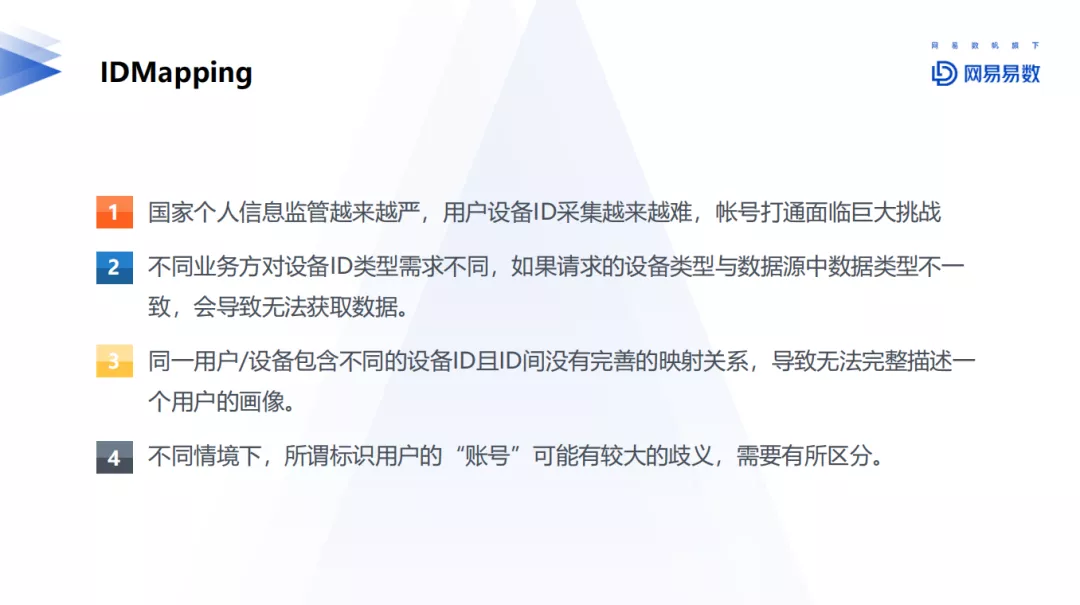 IDMapping
网易数帆旗下
网易易数
1 国家个人信息监管越来越严，用户设备ID采集越来越难，帐号打通面临巨大挑战
2 不同业务方对设备ID类型需求不同，如果请求的设备类型与数据源中数据类型不一
致，会导致无法获取数据。
3 同一用户/设备包含不同的设备ID且ID间没有完善的映射关系，导致无法完整描述一
个用户的画像。
4 不同情境下，所谓标识用户的“账号”可能有较大的歧义，需要有所区分。